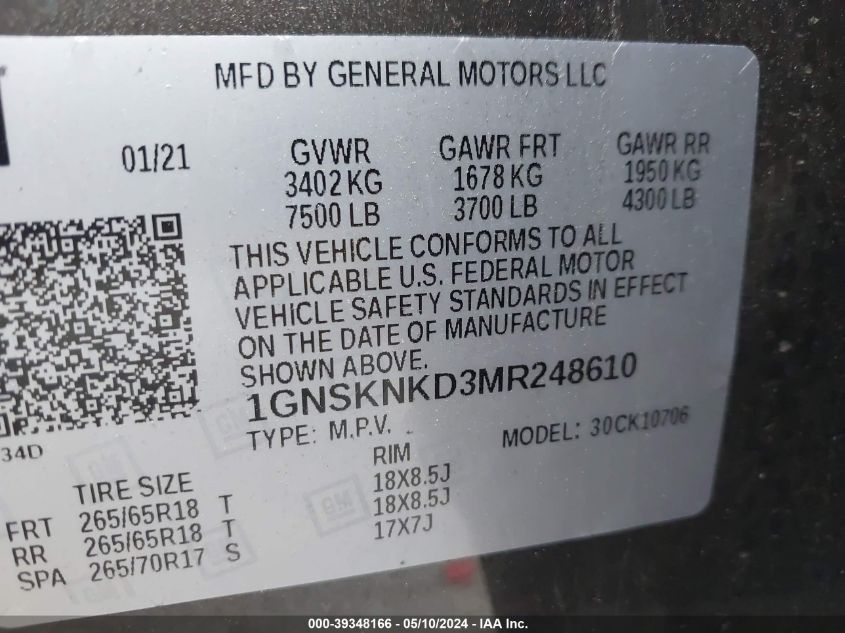 MFD BY GENERAL MOTORS LLC
01/21 GVWR GAWR FRT GAWR RR
3402 KG 1678 KG 1950 KG
7500 LB 3700 LB 4300 LB
THIS VEHICLE CONFORMS TO ALL
APPLICABLE U.S. FEDERAL MOTOR
VEHICLE SAFETY STANDARDS IN EFFECT
ON THE DATE OF MANUFACTURE
SHOWN ABOVE.
1GNSKNKD3MR248610
TYPE: M.P.V. MODEL: 30CK10706
34D
TIRE SIZE RIM
FRT 265/65R18 T 18X8.5J
RR 265/65R18 T 18X8.5J
SPA 265/70R17 S 17X7J
GM
GM
000-39348166 - 05/10/2024 - IAA Inc.